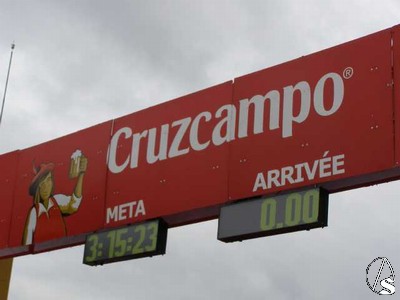 Cruzcampo®
META
ARRIVÉE
3:15:23
0.00